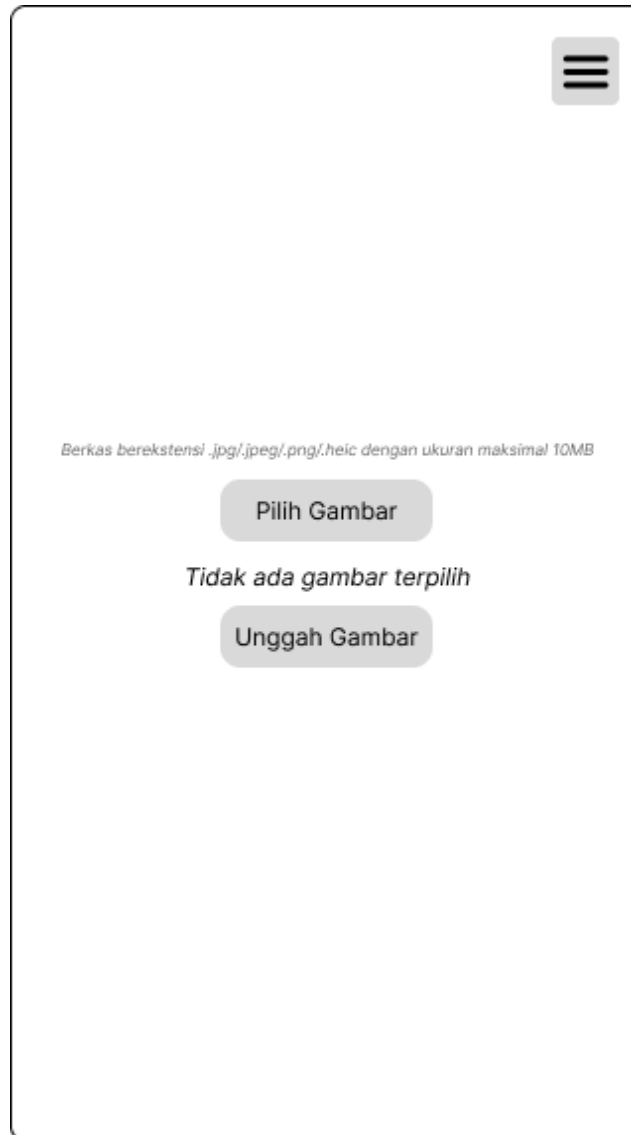 Berkas berekstensi .jpg/.jpeg/.png/.heic dengan ukuran maksimal 10MB
Pilih Gambar
Tidak ada gambar terpilih
Unggah Gambar